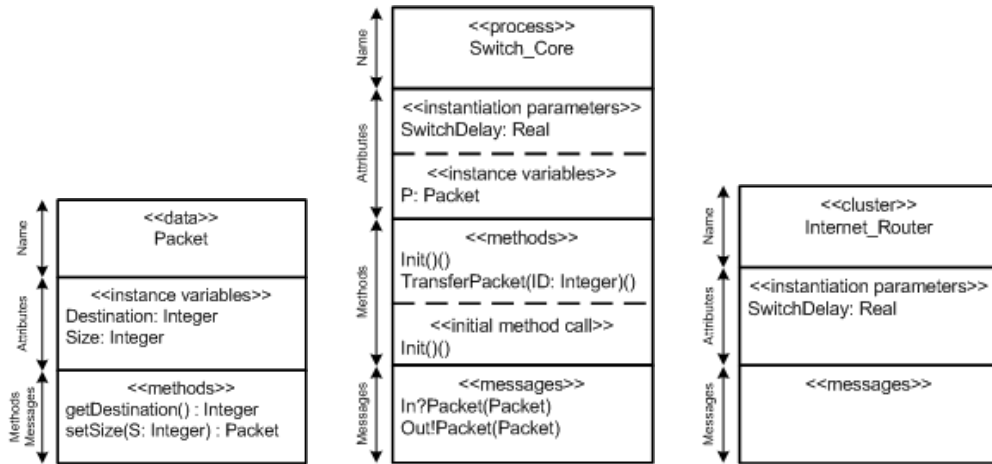 Name
<<data>>
Packet
Attributes
<<instance variables>>
Destination: Integer
Size: Integer
Methods
Messages
<<methods>>
getDestination() : Integer
setSize(S: Integer) : Packet
Name
<<process>>
Switch_Core
Attributes
<<instantiation parameters>>
SwitchDelay: Real
<<instance variables>>
P: Packet
Methods
<<methods>>
Init()()
TransferPacket(ID: Integer)()
<<initial method call>>
Init()()
Messages
<<messages>>
In?Packet(Packet)
Out!Packet(Packet)
Name
<<cluster>>
Internet_Router
Attributes
<<instantiation parameters>>
SwitchDelay: Real
Messages
<<messages>>